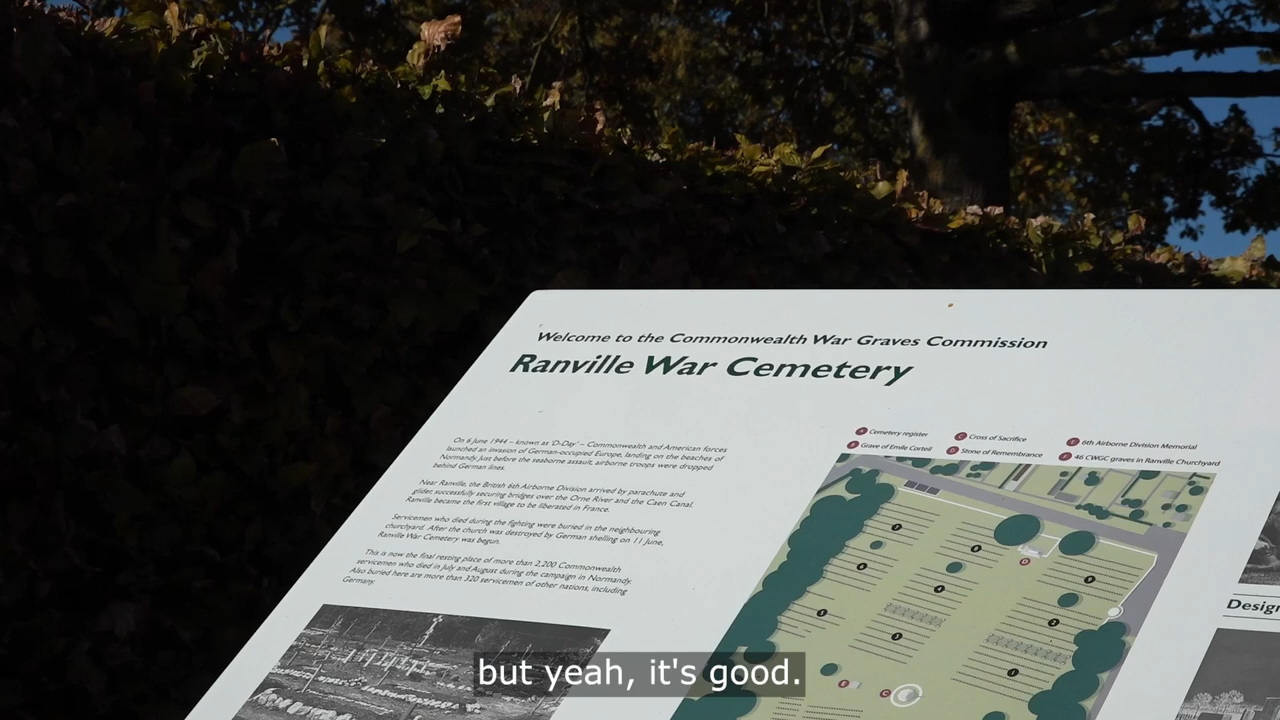 Welcome to the Commonwealth War Graves Commission
Ranville War Cemetery
On 6 June 1944 – known as 'D-Day' – Commonwealth and American forces
launched an invasion of German-occupied Europe, landing on the beaches of
Normandy. Just before the seaborne assault, airborne troops were dropped
behind German lines.
Near Ranville, the British 6th Airborne Division arrived by parachute and
glider, successfully securing bridges over the Orne River and the Caen Canal.
Ranville became the first village to be liberated in France.
Servicemen who died during the fighting were buried in the neighbouring
churchyard. After the church was destroyed by German shelling on 11 June,
Ranville War Cemetery was begun.
This is now the final resting place of more than 2,200 Commonwealth
servicemen who died in July and August during the campaign in Normandy.
Also buried here are more than 320 servicemen of other nations, including
Germany.
A Cemetery register
B Grave of Emile Corteil
C Cross of Sacrifice
D Stone of Remembrance
E 6th Airborne Division Memorial
F 46 CWGC graves in Ranville Churchyard
Design
but yeah, it's good.